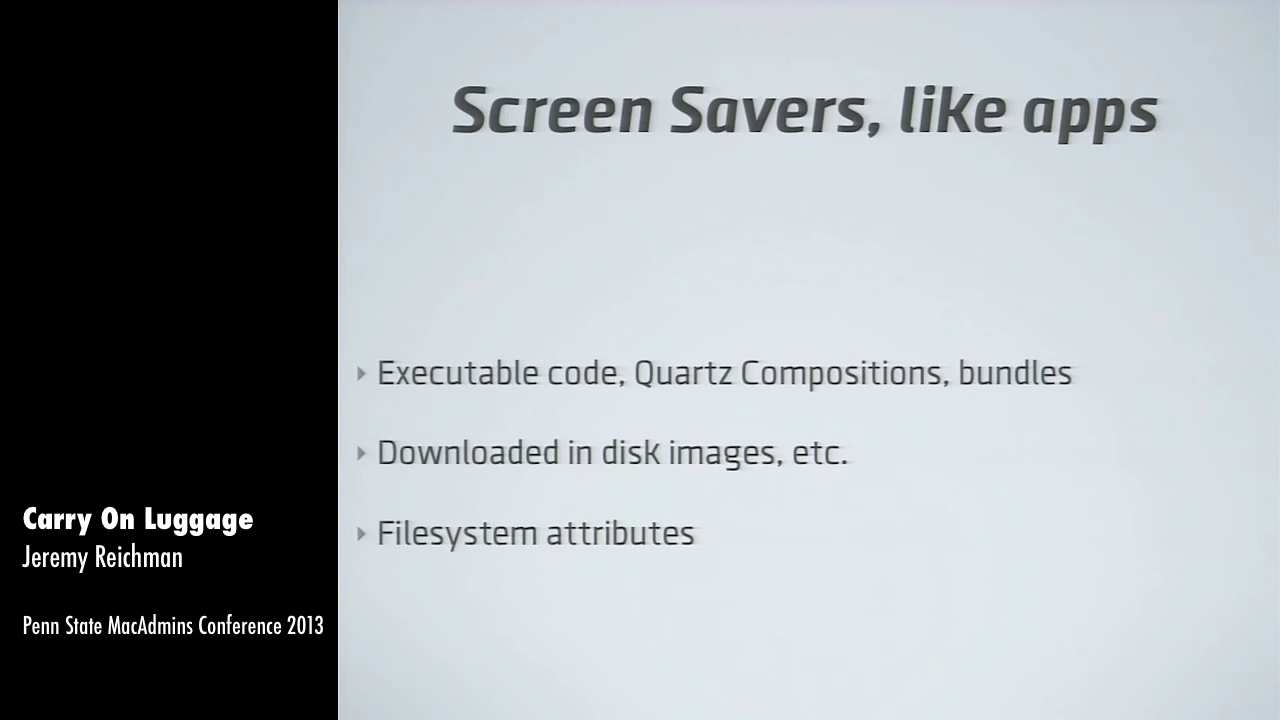 Screen Savers, like apps
Executable code, Quartz Compositions, bundles
Downloaded in disk images, etc.
Filesystem attributes
Carry On Luggage
Jeremy Reichman
Penn State MacAdmins Conference 2013